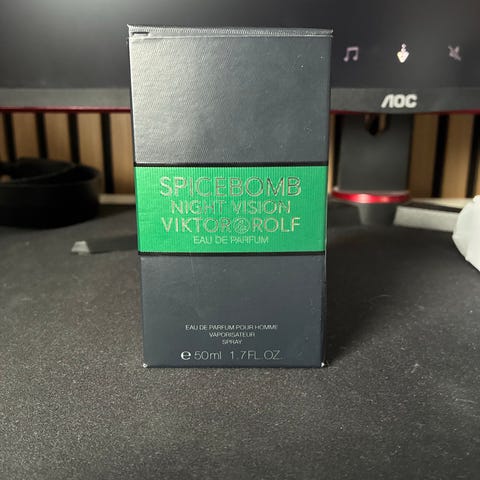 AOC
SPICEBOMB
NIGHT VISION
VIKTOR&ROLF
EAU DE PARFUM
EAU DE PARFUM POUR HOMME
VAPORISATEUR
SPRAY
e 50ml 1.7 FL.OZ.